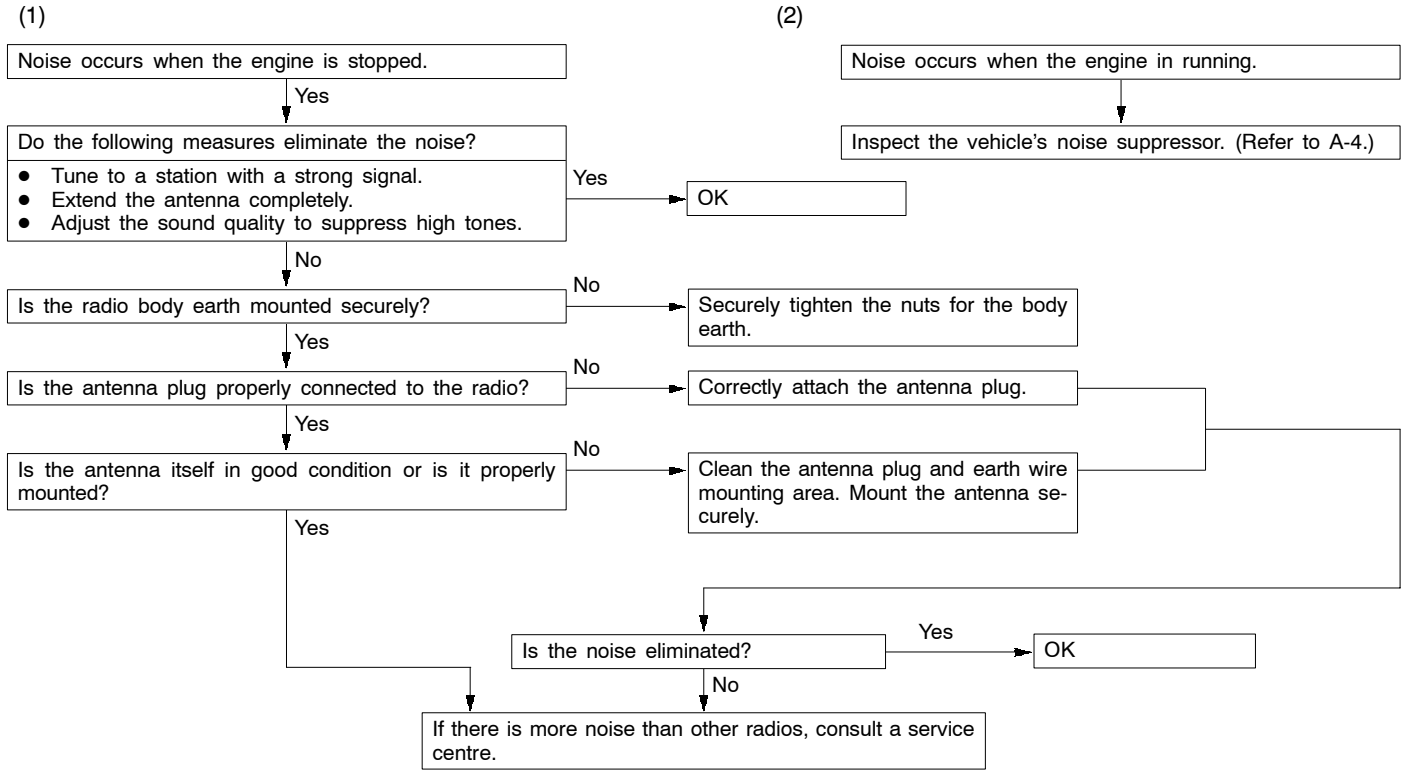 (1)
(2)
Noise occurs when the engine is stopped.
Noise occurs when the engine in running.
Yes
Do the following measures eliminate the noise?
Inspect the vehicle's noise suppressor. (Refer to A-4.)
● Tune to a station with a strong signal.
● Extend the antenna completely.
● Adjust the sound quality to suppress high tones.
Yes
OK
No
Is the radio body earth mounted securely?
No
Securely tighten the nuts for the body
earth.
Yes
Is the antenna plug properly connected to the radio?
No
Correctly attach the antenna plug.
Yes
Is the antenna itself in good condition or is it properly
mounted?
No
Clean the antenna plug and earth wire
mounting area. Mount the antenna se-
curely.
Yes
Is the noise eliminated?
Yes
OK
No
If there is more noise than other radios, consult a service
centre.